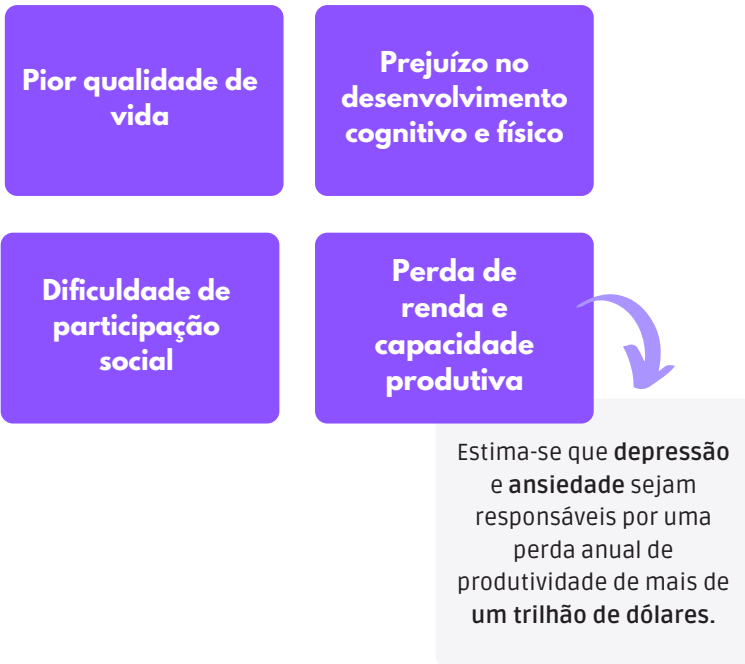 Pior qualidade de
vida
Prejuízo no
desenvolvimento
cognitivo e físico
Dificuldade de
participação
social
Perda de
renda e
capacidade
produtiva
Estima-se que depressão
e ansiedade sejam
responsáveis por uma
perda anual de
produtividade de mais de
um trilhão de dólares.